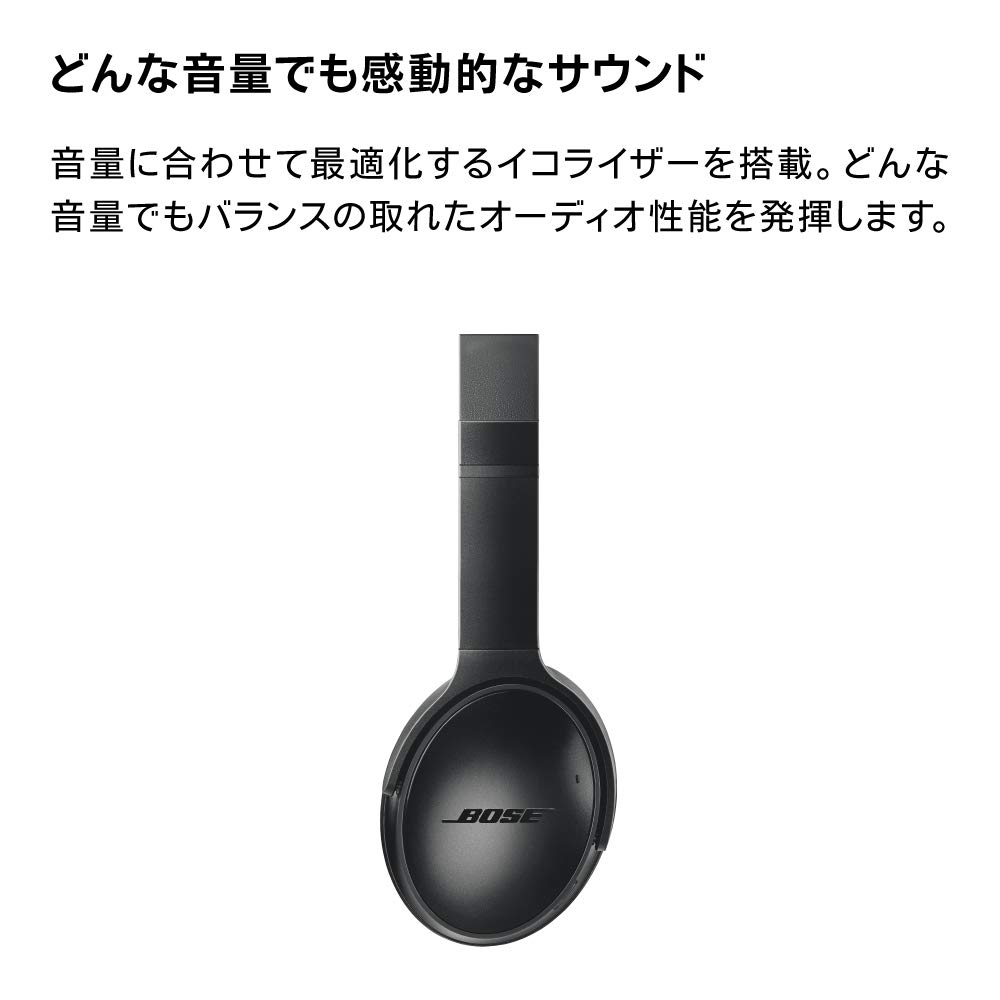 どんな音量でも感動的なサウンド
音量に合わせて最適化するイコライザーを搭載。どんな
音量でもバランスの取れたオーディオ性能を発揮します。
BOSE